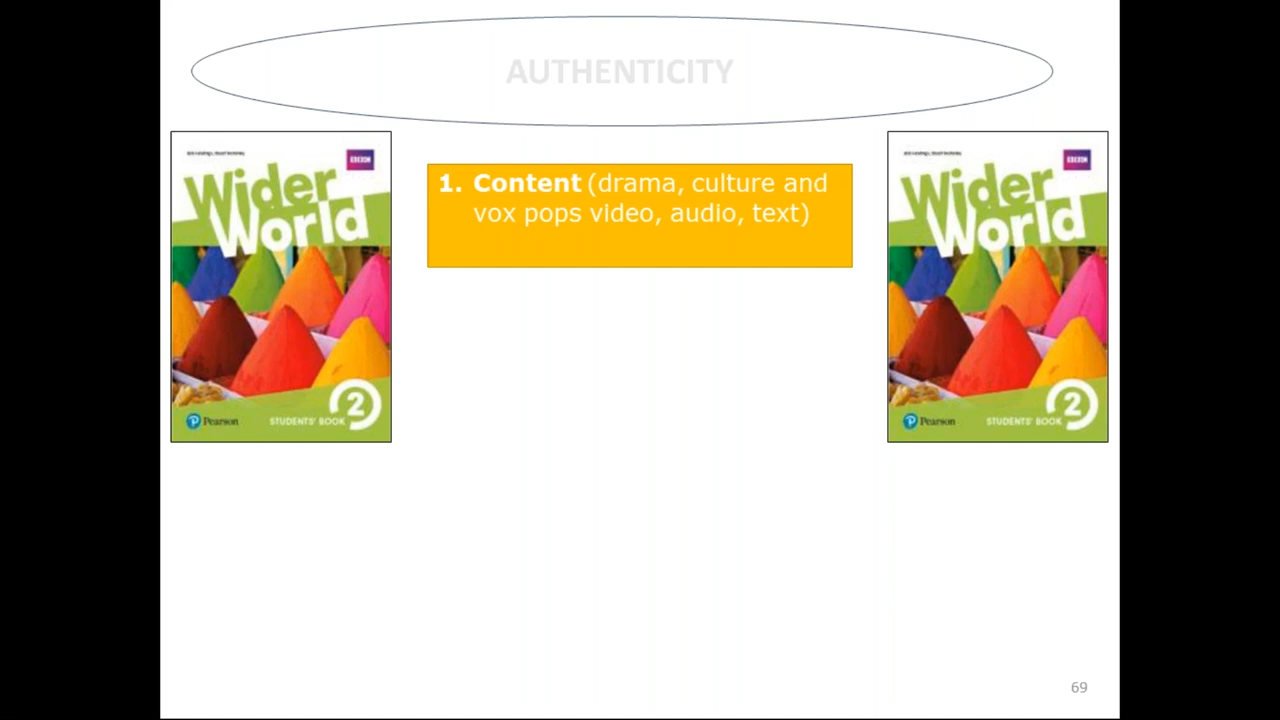 AUTHENTICITY
BBC
Wider
World
Pearson
STUDENTS' BOOK 2
1. Content (drama, culture and
vox pops video, audio, text)
BBC
Wider
World
Pearson
STUDENTS' BOOK 2
69